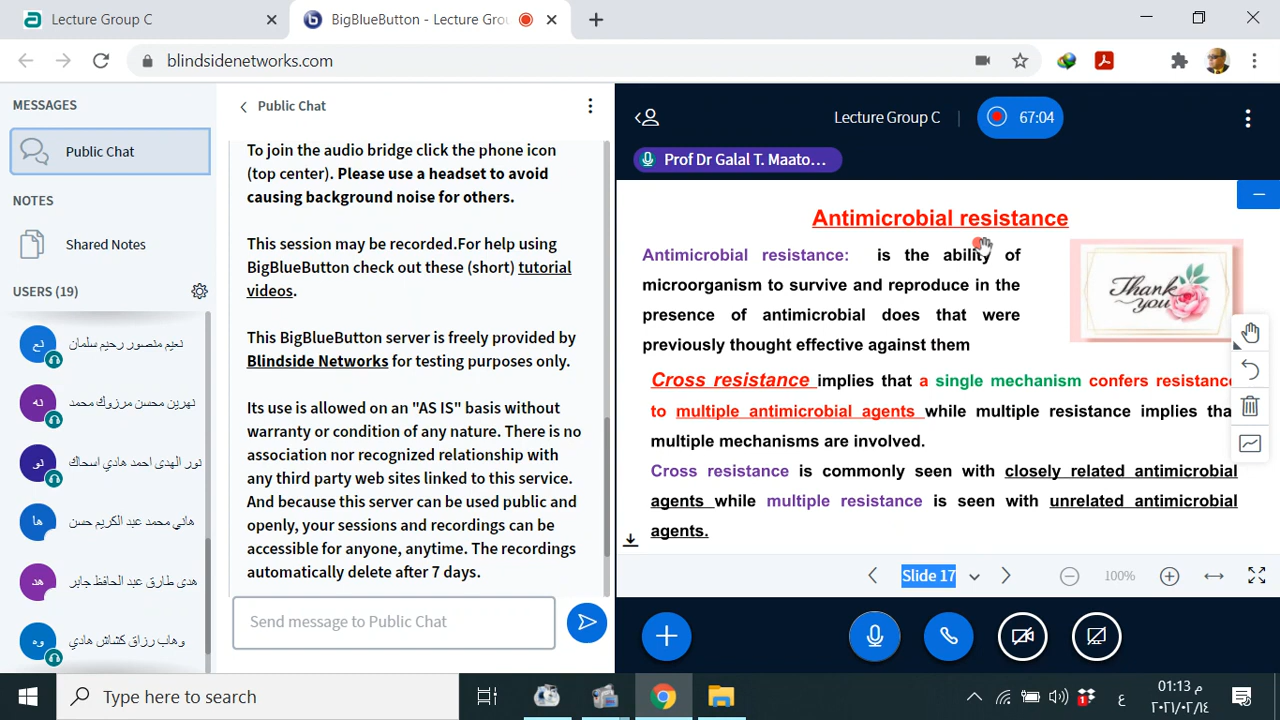 Lecture Group C
BigBlueButton - Lecture Gro
blindsidenetworks.com
MESSAGES
Public Chat
NOTES
Shared Notes
USERS (19)
نع
نعيم منصور رحيم سلمان
نه
نهرين محسن مرزوك محمد
نو
نور الهدى احمد هادي اسحاك
ها
هاني محمد عبد الكريم حسن
هد
هدى طارق عبد الحافظ جابر
وه
وهاب رزاق كشاش هادي
Public Chat
To join the audio bridge click the phone icon
(top center). Please use a headset to avoid
causing background noise for others.
This session may be recorded.For help using
BigBlueButton check out these (short) tutorial
videos.
This BigBlueButton server is freely provided by
Blindside Networks for testing purposes only.
Its use is allowed on an "AS IS" basis without
warranty or condition of any nature. There is no
association nor recognized relationship with
any third party web sites linked to this service.
And because this server can be used public and
openly, your sessions and recordings can be
accessible for anyone, anytime. The recordings
automatically delete after 7 days.
Send message to Public Chat
Lecture Group C
67:04
Prof Dr Galal T. Maato...
Antimicrobial resistance
Antimicrobial resistance: is the ability of
microorganism to survive and reproduce in the
presence of antimicrobial does that were
previously thought effective against them
Thank
you
Cross resistance implies that a single mechanism confers resistance
to multiple antimicrobial agents while multiple resistance implies tha
multiple mechanisms are involved.
Cross resistance is commonly seen with closely related antimicrobial
agents while multiple resistance is seen with unrelated antimicrobial
agents.
Slide 17
100%
Type here to search
ع
01:13 م
٢٠٢١/٠٢/١٤